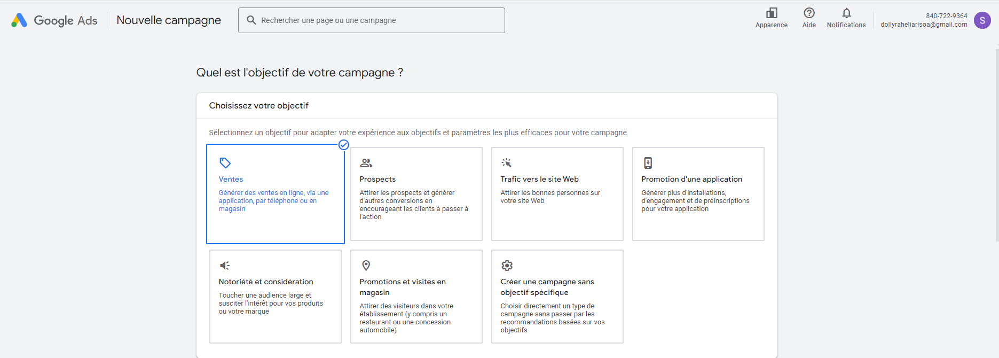 Google Ads
Nouvelle campagne
Rechercher une page ou une campagne
Apparence
Aide
Notifications
840-722-9364
dollyraheliarisoa@gmail.com
S
Quel est l'objectif de votre campagne ?
Choisissez votre objectif
Sélectionnez un objectif pour adapter votre expérience aux objectifs et paramètres les plus efficaces pour votre campagne
Ventes
Générer des ventes en ligne, via une
application, par téléphone ou en
magasin
Prospects
Attirer les prospects et générer
d'autres conversions en
encourageant les clients à passer à
l'action
Trafic vers le site Web
Attirer les bonnes personnes sur
votre site Web
Promotion d'une application
Générer plus d'installations,
d'engagement et de préinscriptions
pour votre application
Notoriété et considération
Toucher une audience large et
susciter l'intérêt pour vos produits
ou votre marque
Promotions et visites en
magasin
Attirer des visiteurs dans votre
établissement (y compris un
restaurant ou une concession
automobile)
Créer une campagne sans
objectif spécifique
Choisir directement un type de
campagne sans passer par les
recommandations basées sur vos
objectifs